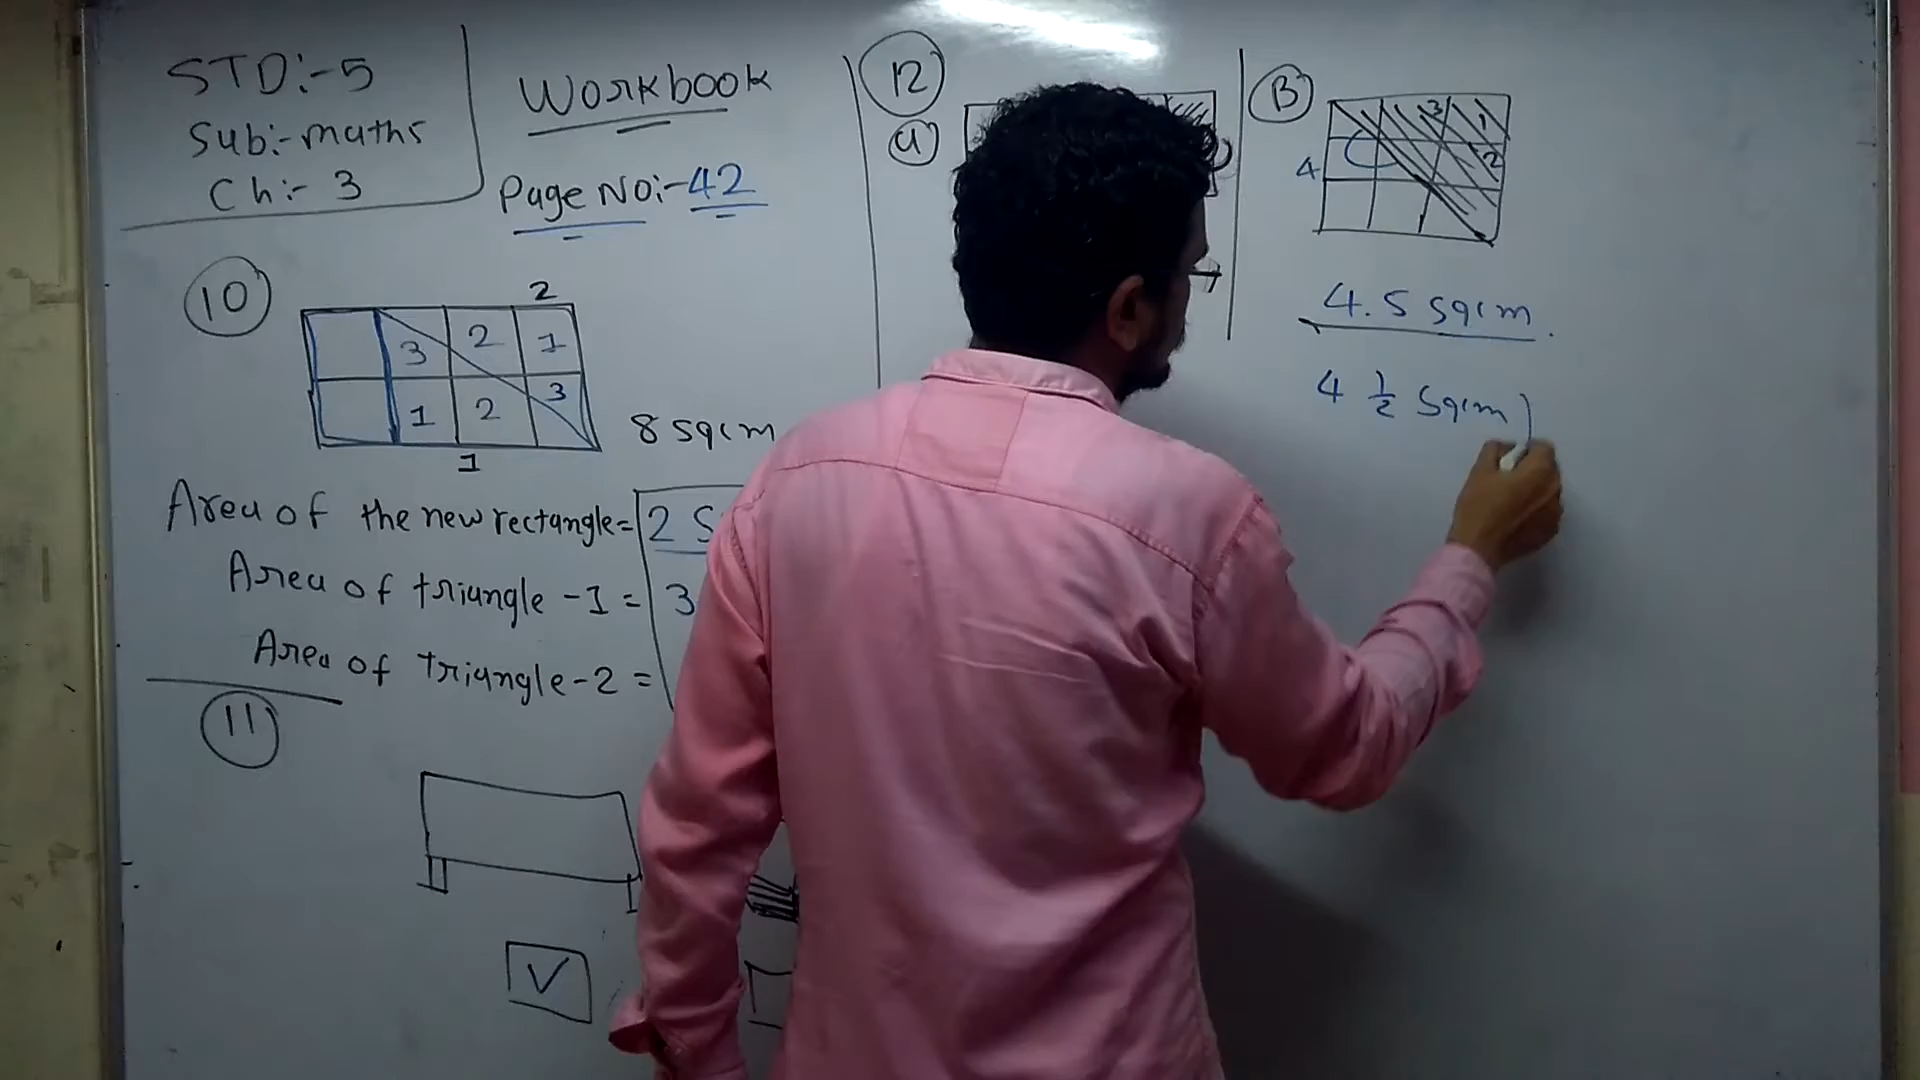 STD:-5
Sub:-maths
Ch:- 3
Workbook
Page No:-42
10
2
3 2 1
1 2 3
1
8 sqcm
Area of the new rectangle= 2 S
Area of triangle -1= 3
Area of triangle-2 =
11
12
a
B
3 1
2
4
4.5 sqcm.
4 1/2 sqcm